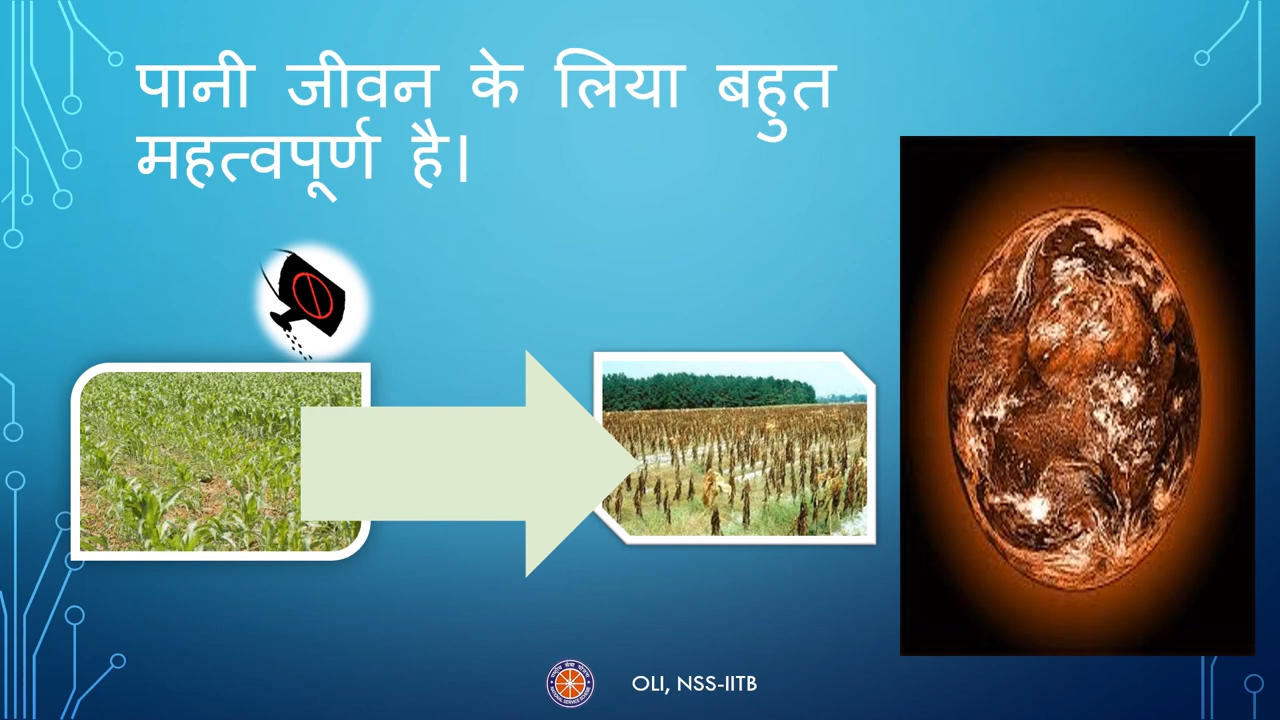 पानी जीवन के लिया बहुत
महत्वपूर्ण है।
OLI, NSS-IITB